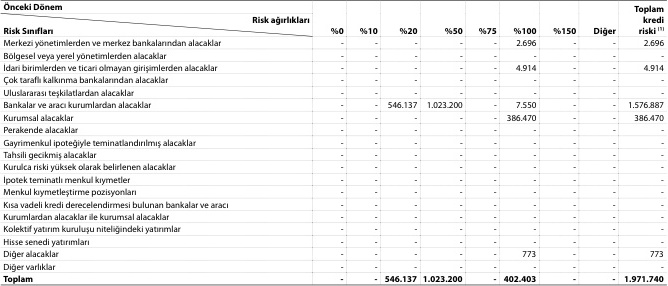 Önceki Dönem
Risk ağırlıkları
Toplam kredi riski (1)
Risk Sınıfları %0 %10 %20 %50 %75 %100 %150 Diğer
Merkezi yönetimlerden ve merkez bankalarından alacaklar - - - - - 2.696 - - 2.696
Bölgesel veya yerel yönetimlerden alacaklar - - - - - - - - -
İdari birimlerden ve ticari olmayan girişimlerden alacaklar - - - - - 4.914 - - 4.914
Çok taraflı kalkınma bankalarından alacaklar - - - - - - - - -
Uluslararası teşkilatlardan alacaklar - - - - - - - - -
Bankalar ve aracı kurumlardan alacaklar - - 546.137 1.023.200 - 7.550 - - 1.576.887
Kurumsal alacaklar - - - - - 386.470 - - 386.470
Perakende alacaklar - - - - - - - - -
Gayrimenkul ipoteğiyle teminatlandırılmış alacaklar - - - - - - - - -
Tahsili gecikmiş alacaklar - - - - - - - - -
Kurulca riski yüksek olarak belirlenen alacaklar - - - - - - - - -
İpotek teminatlı menkul kıymetler - - - - - - - - -
Menkul kıymetleştirme pozisyonları - - - - - - - - -
Kısa vadeli kredi derecelendirmesi bulunan bankalar ve aracı - - - - - - - - -
Kurumlardan alacaklar ile kurumsal alacaklar - - - - - - - - -
Kolektif yatırım kuruluşu niteliğindeki yatırımlar - - - - - - - - -
Hisse senedi yatırımları - - - - - - - - -
Diğer alacaklar - - - - - 773 - - 773
Diğer varlıklar - - - - - - - - -
Toplam - - 546.137 1.023.200 - 402.403 - - 1.971.740